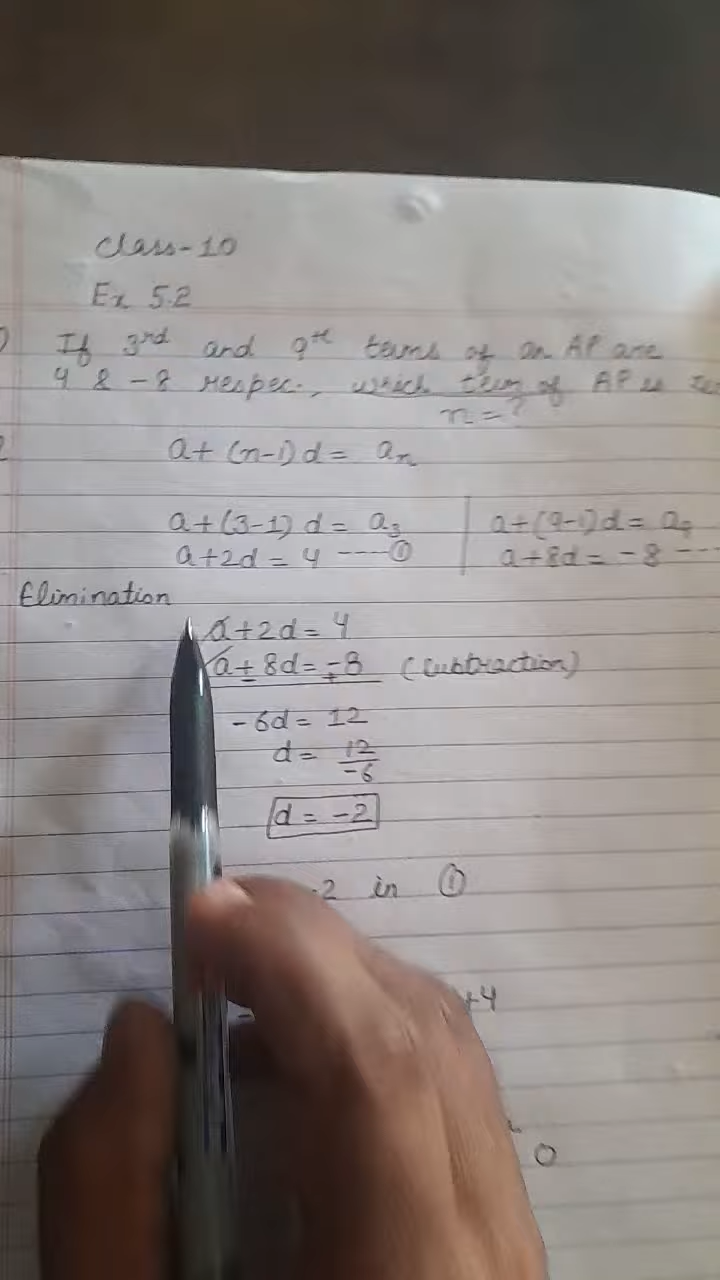 Class-10
Ex 5.2
If 3rd and 9th terms of an AP are
4 & -8 respec., which term of AP is
n = ?
a + (n-1) d = an
a + (3-1) d = a3
a + 2d = 4 ----①
a + (9-1) d = a9
a + 8d = -8 ---
Elimination
a + 2d = 4
a + 8d = -8 (Subtraction)
- +
-6d = 12
d = 12/-6
d = -2
-2 in ①
+4
0